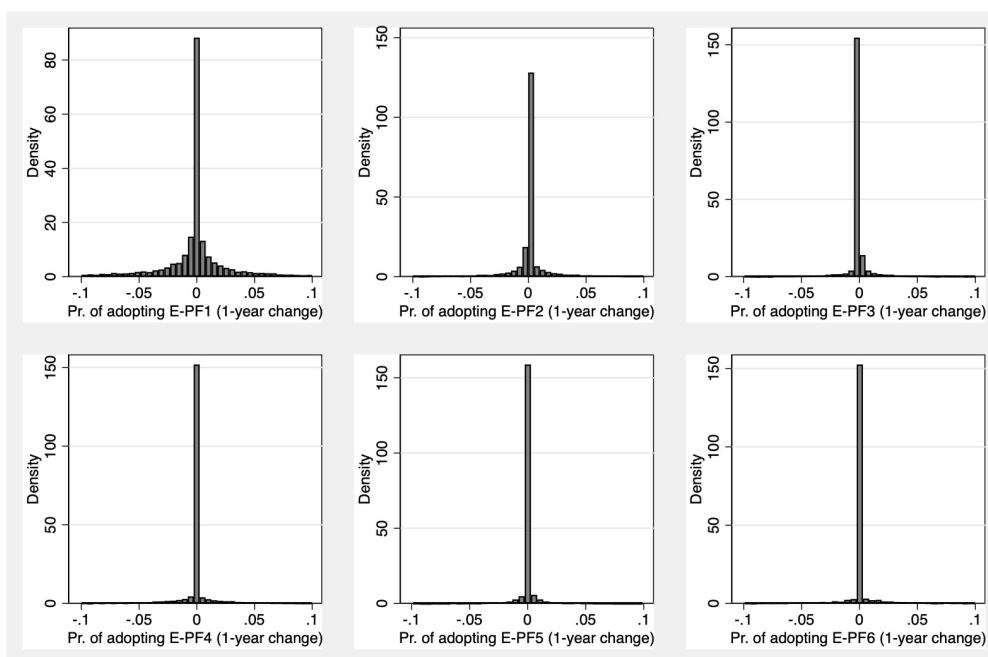 Density
80
60
40
20
0
-.1 -.05 0 .05 .1
Pr. of adopting E-PF1 (1-year change)
Density
150
100
50
0
-.1 -.05 0 .05 .1
Pr. of adopting E-PF2 (1-year change)
Density
150
100
50
0
-.1 -.05 0 .05 .1
Pr. of adopting E-PF3 (1-year change)
Density
150
100
50
0
-.1 -.05 0 .05 .1
Pr. of adopting E-PF4 (1-year change)
Density
150
100
50
0
-.1 -.05 0 .05 .1
Pr. of adopting E-PF5 (1-year change)
Density
150
100
50
0
-.1 -.05 0 .05 .1
Pr. of adopting E-PF6 (1-year change)